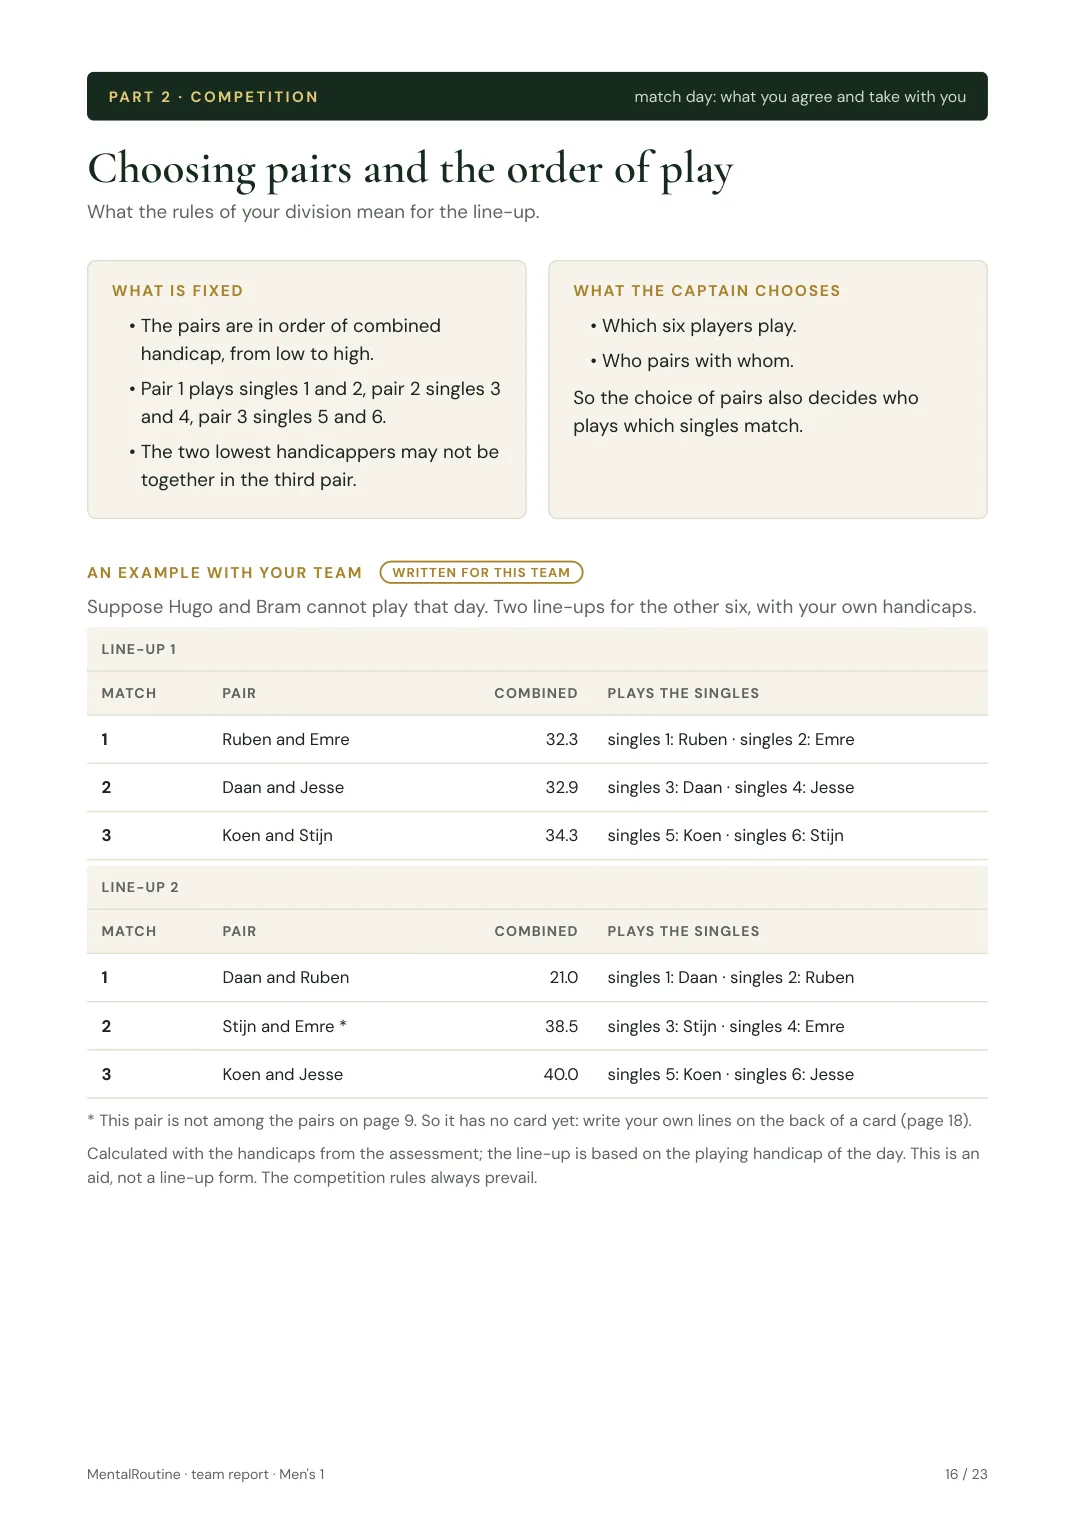 PART 2 · COMPETITION
match day: what you agree and take with you
Choosing pairs and the order of play
What the rules of your division mean for the line-up.
WHAT IS FIXED
• The pairs are in order of combined
handicap, from low to high.
• Pair 1 plays singles 1 and 2, pair 2 singles 3
and 4, pair 3 singles 5 and 6.
• The two lowest handicappers may not be
together in the third pair.
WHAT THE CAPTAIN CHOOSES
• Which six players play.
• Who pairs with whom.
So the choice of pairs also decides who
plays which singles match.
AN EXAMPLE WITH YOUR TEAM WRITTEN FOR THIS TEAM
Suppose Hugo and Bram cannot play that day. Two line-ups for the other six, with your own handicaps.
LINE-UP 1
MATCH PAIR COMBINED PLAYS THE SINGLES
1 Ruben and Emre 32.3 singles 1: Ruben · singles 2: Emre
2 Daan and Jesse 32.9 singles 3: Daan · singles 4: Jesse
3 Koen and Stijn 34.3 singles 5: Koen · singles 6: Stijn
LINE-UP 2
MATCH PAIR COMBINED PLAYS THE SINGLES
1 Daan and Ruben 21.0 singles 1: Daan · singles 2: Ruben
2 Stijn and Emre * 38.5 singles 3: Stijn · singles 4: Emre
3 Koen and Jesse 40.0 singles 5: Koen · singles 6: Jesse
* This pair is not among the pairs on page 9. So it has no card yet: write your own lines on the back of a card (page 18).
Calculated with the handicaps from the assessment; the line-up is based on the playing handicap of the day. This is an
aid, not a line-up form. The competition rules always prevail.
MentalRoutine · team report · Men's 1
16 / 23